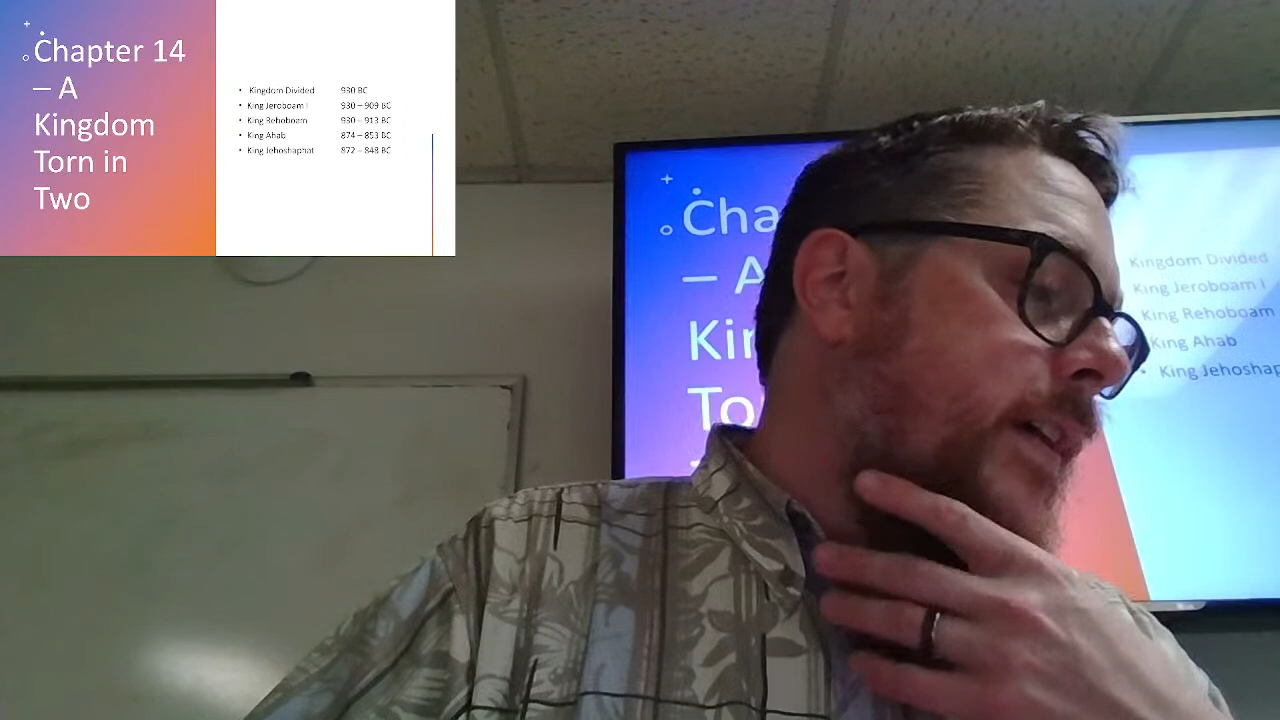 Chapter 14
– A
Kingdom
Torn in
Two
• Kingdom Divided 930 BC
• King Jeroboam I 930 – 909 BC
• King Rehoboam 930 – 913 BC
• King Ahab 874 – 853 BC
• King Jehoshaphat 872 – 848 BC
Cha
– A
Kin
To
Kingdom Divided
King Jeroboam I
King Rehoboam
King Ahab
• King Jehoshap